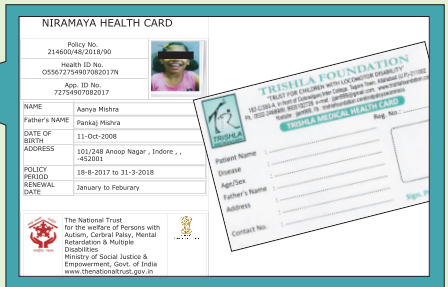 NIRAMAYA HEALTH CARD
Policy No.
214600/48/2018/90
Health ID No.
O556727549070820​17N
App. ID No.
72754907082017
NAME Aanya Mishra
Father's NAME Pankaj Mishra
DATE OF BIRTH 11-Oct-2008
ADDRESS 101/248 Anoop Nagar , Indore , ,
-452001
POLICY PERIOD 18-8-2017 to 31-3-2018
RENEWAL DATE January to Feburary
The National Trust
for the welfare of Persons with
Autism, Cerbral Palsy, Mental
Retardation & Multiple
Disabilities
Ministry of Social Justice &
Empowerment, Govt. of India
www.thenationaltrust.gov.in
TRISHLA FOUNDATION
"TRUST FOR CHILDREN WITH LOCOMOTOR DISABILITY"
TRISHLA
TRISHLA MEDICAL HEALTH CARD
Reg. No.:
Patient Name :
Disease :
Age/Sex :
Father's Name :
Address :
Contact No. :